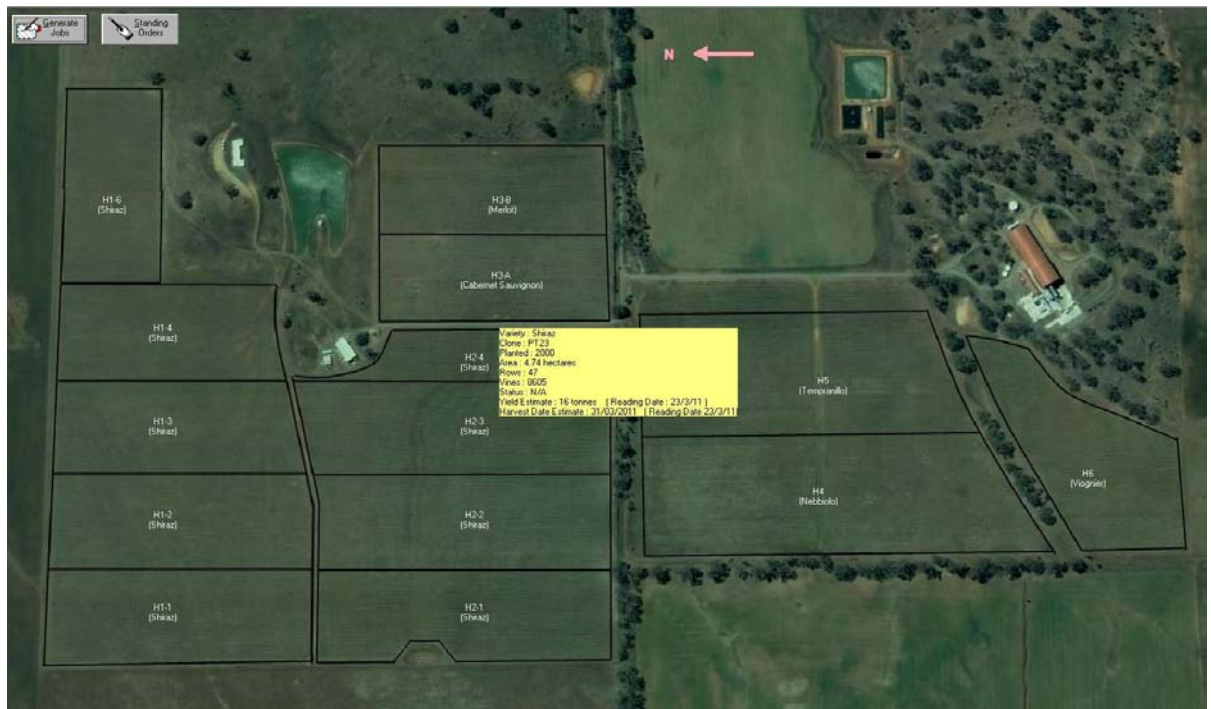 Generate
Jobs
Standing
Orders
N
H1-6
(Shiraz)
H3-B
(Merlot)
H3-A
(Cabernet Sauvignon)
H1-4
(Shiraz)
H2-4
(Shiraz)
Variety : Shiraz
Clone : PT23
Planted : 2000
Area : 4.74 hectares
Rows : 47
Vines : 8605
Status : N/A
Yield Estimate : 16 tonnes ( Reading Date : 23/3/11 )
Harvest Date Estimate : 31/03/2011 ( Reading Date 23/3/11)
H5
(Tempranillo)
H1-3
(Shiraz)
H2-3
(Shiraz)
H6
(Viognier)
H4
(Nebbiolo)
H1-2
(Shiraz)
H2-2
(Shiraz)
H1-1
(Shiraz)
H2-1
(Shiraz)